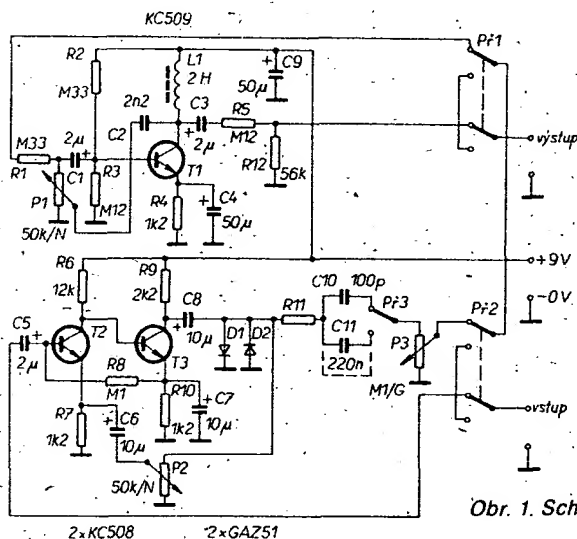 KC509
R2
M33
L1
2 H
C9
50µ
Př1
2n2
C2
C3
2µ
R5
M12
výstup
M33
R1
2µ
C1
R3
M12
T1
R12
56k
P1
50k/N
R4
1k2
C4
50µ
R6
12k
R9
2k2
C8
10µ
C10
100p
+9V
-0V
Př3
Př2
C5
2µ
T2
T3
D1
D2
R11
C11
220n
P3
M1/G
R8
M1
C7
10µ
vstup
R7
1k2
C6
10µ
R10
1k2
P2
50k/N
2×KC508
2×GAZ51
Obr. 1. Sch